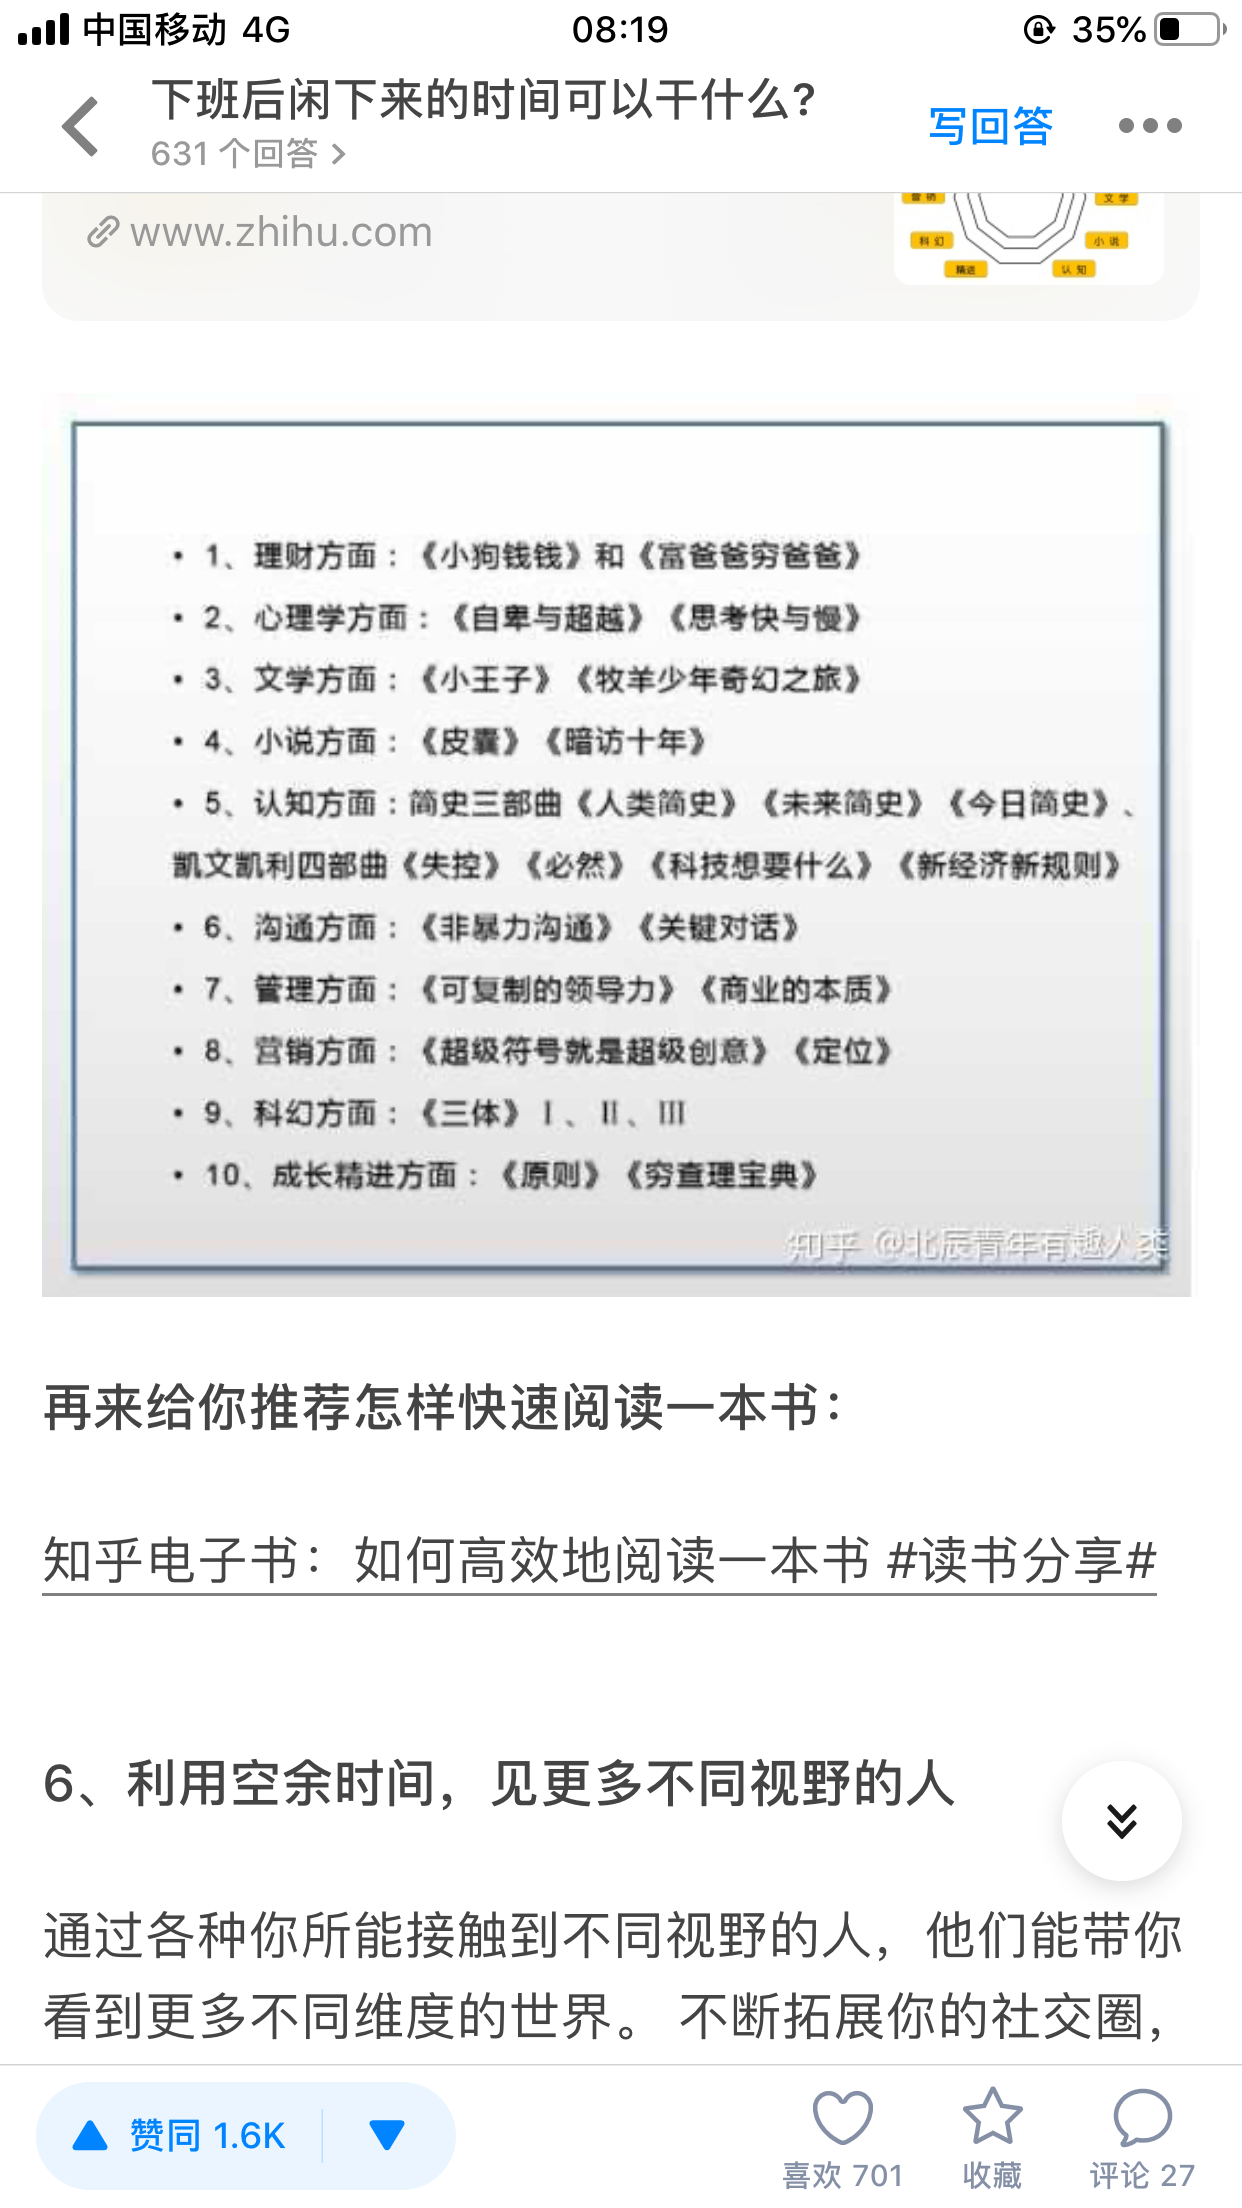 中国移动 4G 08:19 35%
下班后闲下来的时间可以干什么?
631 个回答
写回答
www.zhihu.com
营 销 文 学
科 幻 小 说
精进 认 知
• 1、理财方面：《小狗钱钱》和《富爸爸穷爸爸》
• 2、心理学方面：《自卑与超越》《思考快与慢》
• 3、文学方面：《小王子》《牧羊少年奇幻之旅》
• 4、小说方面：《皮囊》《暗访十年》
• 5、认知方面：简史三部曲《人类简史》《未来简史》《今日简史》、
凯文凯利四部曲《失控》《必然》《科技想要什么》《新经济新规则》
• 6、沟通方面：《非暴力沟通》《关键对话》
• 7、管理方面：《可复制的领导力》《商业的本质》
• 8、营销方面：《超级符号就是超级创意》《定位》
• 9、科幻方面：《三体》Ⅰ、Ⅱ、Ⅲ
• 10、成长精进方面：《原则》《穷查理宝典》
知乎 @北辰青年有趣人类
再来给你推荐怎样快速阅读一本书：
知乎电子书：如何高效地阅读一本书 #读书分享#
6、利用空余时间，见更多不同视野的人
通过各种你所能接触到不同视野的人，他们能带你
看到更多不同维度的世界。 不断拓展你的社交圈，
赞同 1.6K
喜欢 701
收藏
评论 27